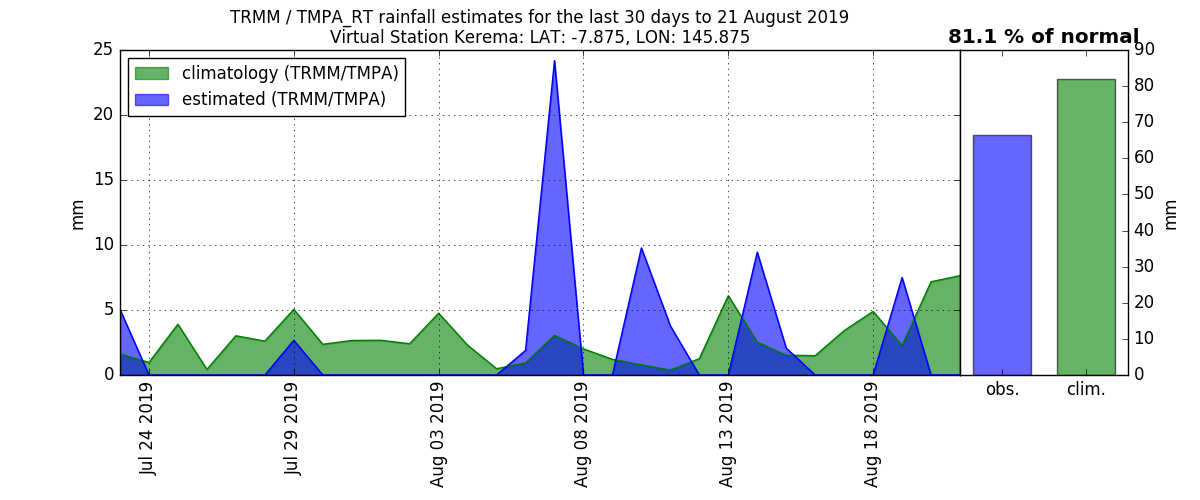 TRMM / TMPA_RT rainfall estimates for the last 30 days to 21 August 2019
Virtual Station Kerema: LAT: -7.875, LON: 145.875
81.1 % of normal
climatology (TRMM/TMPA)
estimated (TRMM/TMPA)
25
20
15
10
5
0
mm
Jul 24 2019
Jul 29 2019
Aug 03 2019
Aug 08 2019
Aug 13 2019
Aug 18 2019
90
80
70
60
50
40
30
20
10
0
mm
obs.
clim.